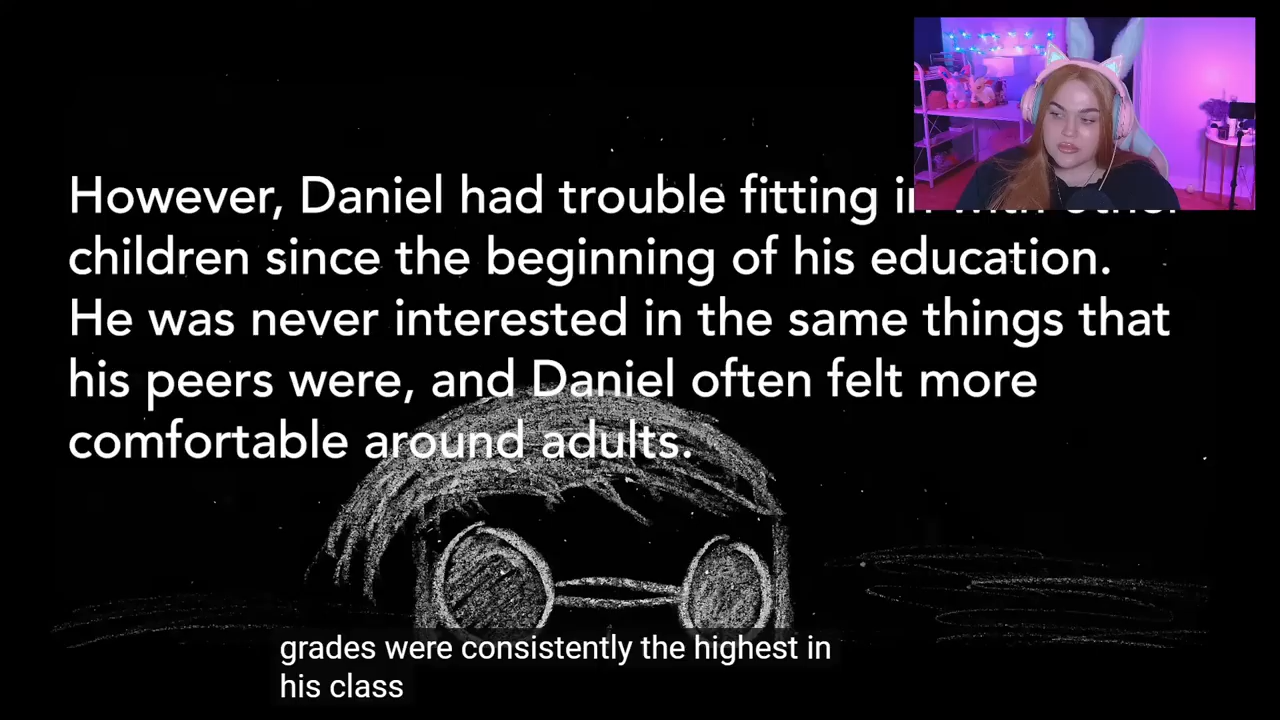 However, Daniel had trouble fitting in with other
children since the beginning of his education.
He was never interested in the same things that
his peers were, and Daniel often felt more
comfortable around adults.
grades were consistently the highest in
his class